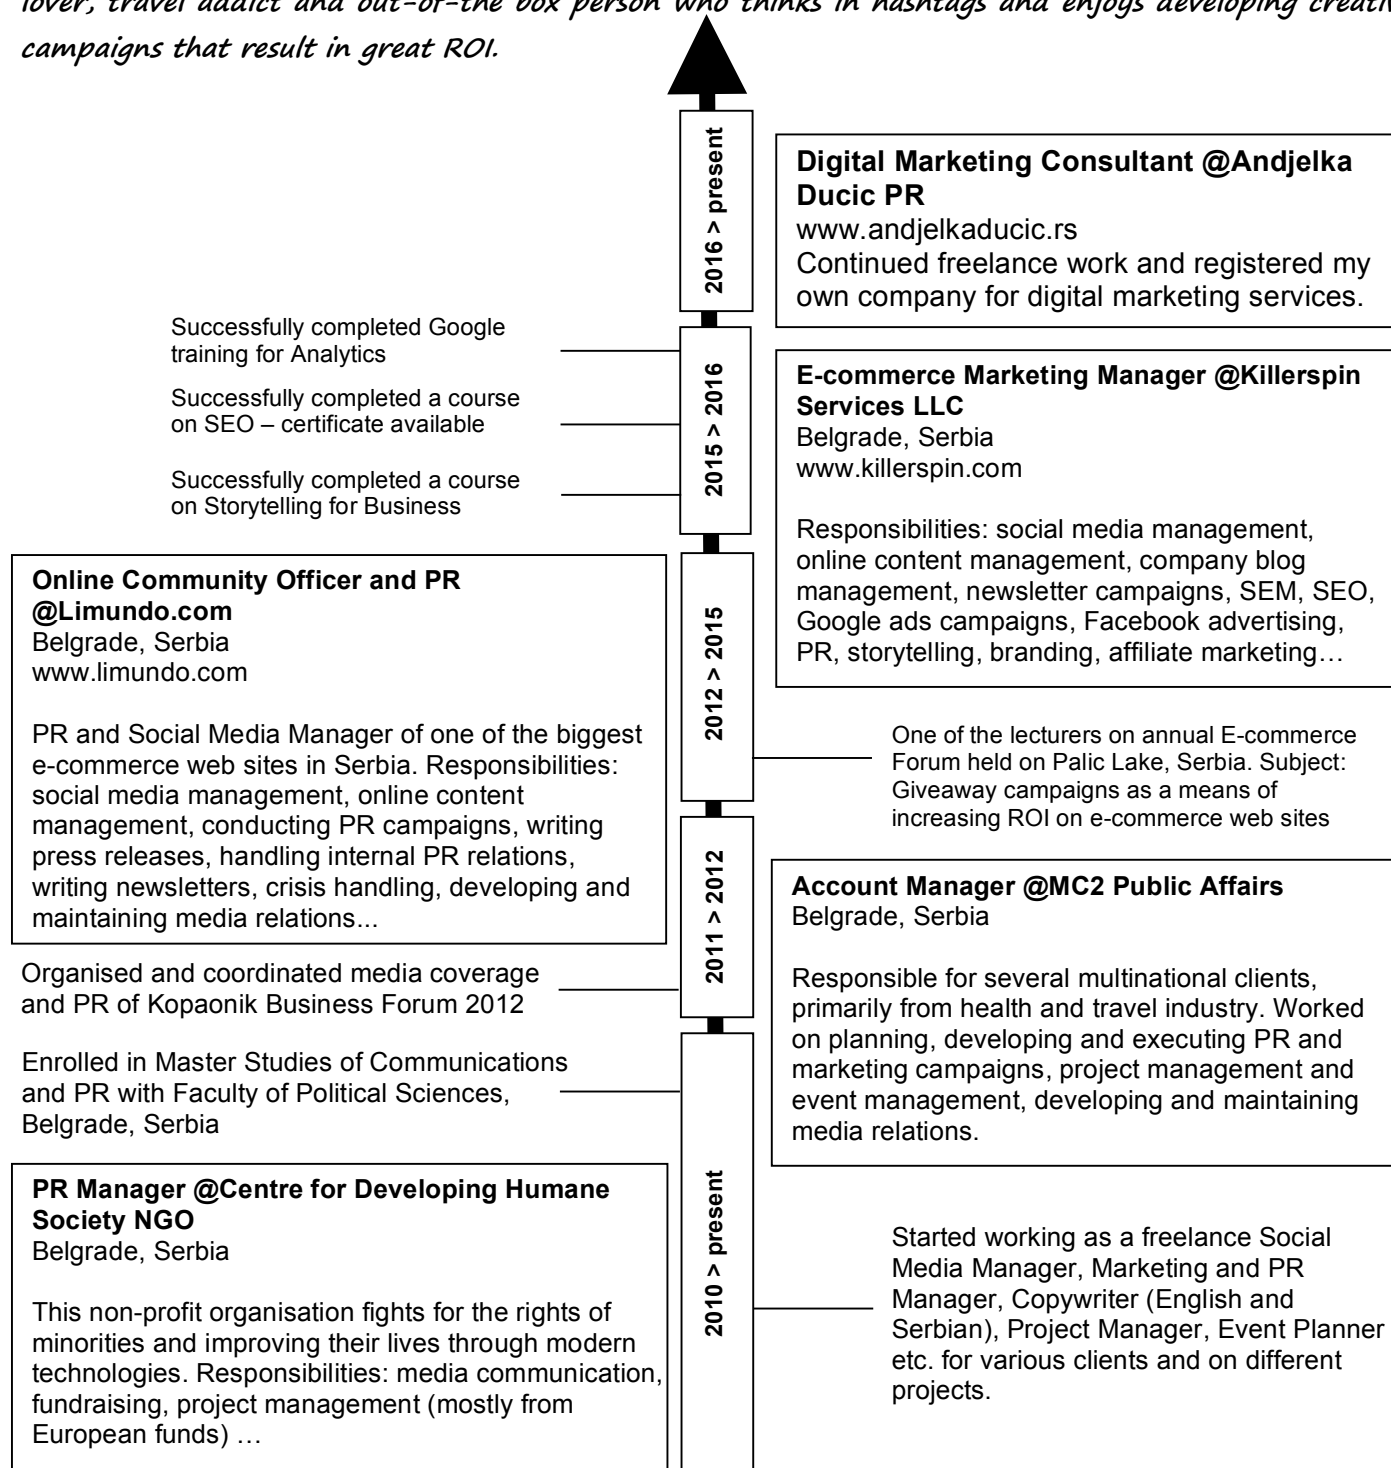 lover, travel addict and out-of-the box person who thinks in hashtags and enjoys developing creativ
campaigns that result in great ROI.
2016 > present
Digital Marketing Consultant @Andjelka
Ducic PR
www.andjelkaducic.rs
Continued freelance work and registered my
own company for digital marketing services.
Successfully completed Google
training for Analytics
Successfully completed a course
on SEO – certificate available
Successfully completed a course
on Storytelling for Business
2015 > 2016
E-commerce Marketing Manager @Killerspin
Services LLC
Belgrade, Serbia
www.killerspin.com
Responsibilities: social media management,
online content management, company blog
management, newsletter campaigns, SEM, SEO,
Google ads campaigns, Facebook advertising,
PR, storytelling, branding, affiliate marketing…
Online Community Officer and PR
@Limundo.com
Belgrade, Serbia
www.limundo.com
PR and Social Media Manager of one of the biggest
e-commerce web sites in Serbia. Responsibilities:
social media management, online content
management, conducting PR campaigns, writing
press releases, handling internal PR relations,
writing newsletters, crisis handling, developing and
maintaining media relations...
2012 > 2015
One of the lecturers on annual E-commerce
Forum held on Palic Lake, Serbia. Subject:
Giveaway campaigns as a means of
increasing ROI on e-commerce web sites
2011 > 2012
Account Manager @MC2 Public Affairs
Belgrade, Serbia
Responsible for several multinational clients,
primarily from health and travel industry. Worked
on planning, developing and executing PR and
marketing campaigns, project management and
event management, developing and maintaining
media relations.
Organised and coordinated media coverage
and PR of Kopaonik Business Forum 2012
Enrolled in Master Studies of Communications
and PR with Faculty of Political Sciences,
Belgrade, Serbia
PR Manager @Centre for Developing Humane
Society NGO
Belgrade, Serbia
This non-profit organisation fights for the rights of
minorities and improving their lives through modern
technologies. Responsibilities: media communication,
fundraising, project management (mostly from
European funds) …
2010 > present
Started working as a freelance Social
Media Manager, Marketing and PR
Manager, Copywriter (English and
Serbian), Project Manager, Event Planner
etc. for various clients and on different
projects.